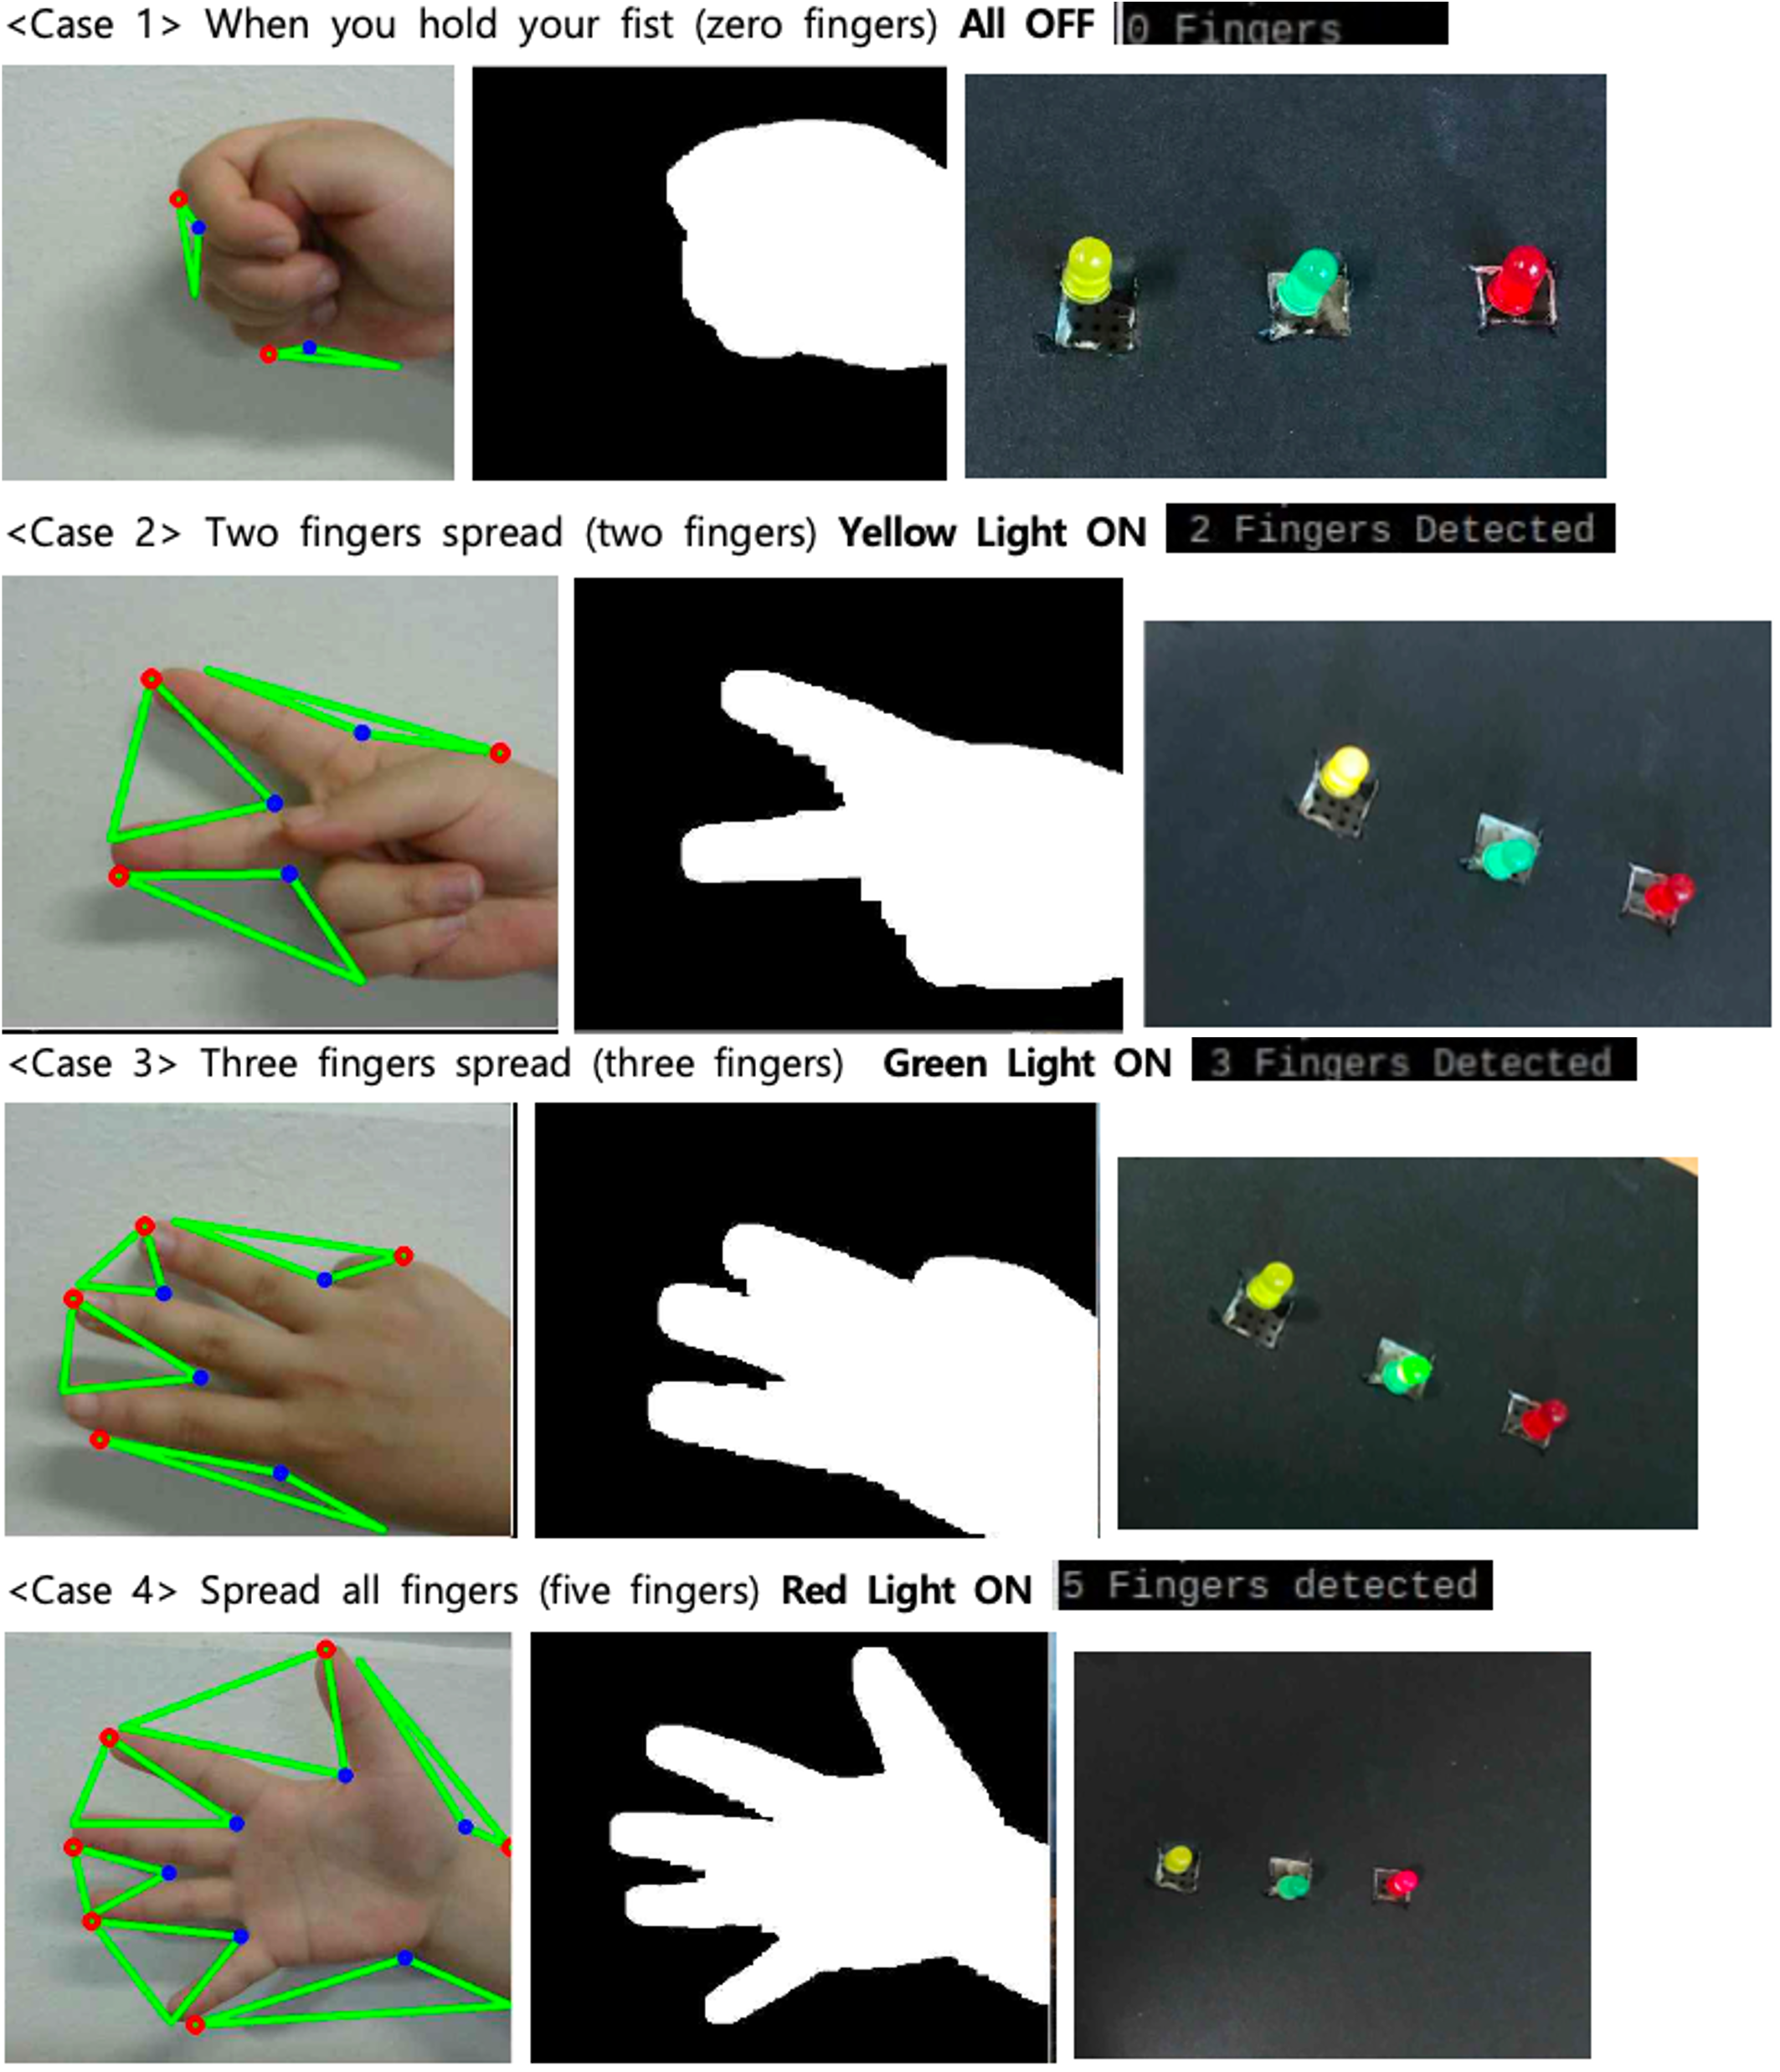 <Case 1> When you hold your fist (zero fingers) All OFF 0 Fingers
<Case 2> Two fingers spread (two fingers) Yellow Light ON 2 Fingers Detected
<Case 3> Three fingers spread (three fingers) Green Light ON 3 Fingers Detected
<Case 4> Spread all fingers (five fingers) Red Light ON 5 Fingers detected